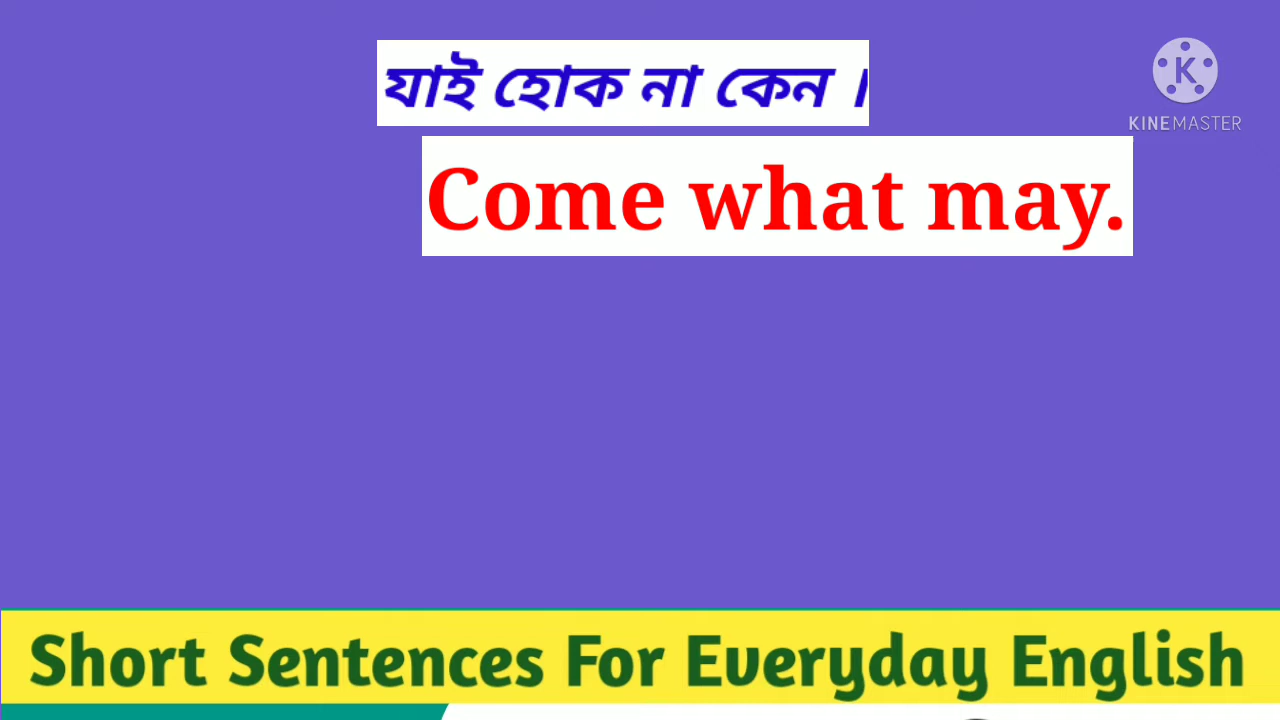 যাই হোক না কেন ।
KINEMASTER
Come what may.
Short Sentences For Everyday English